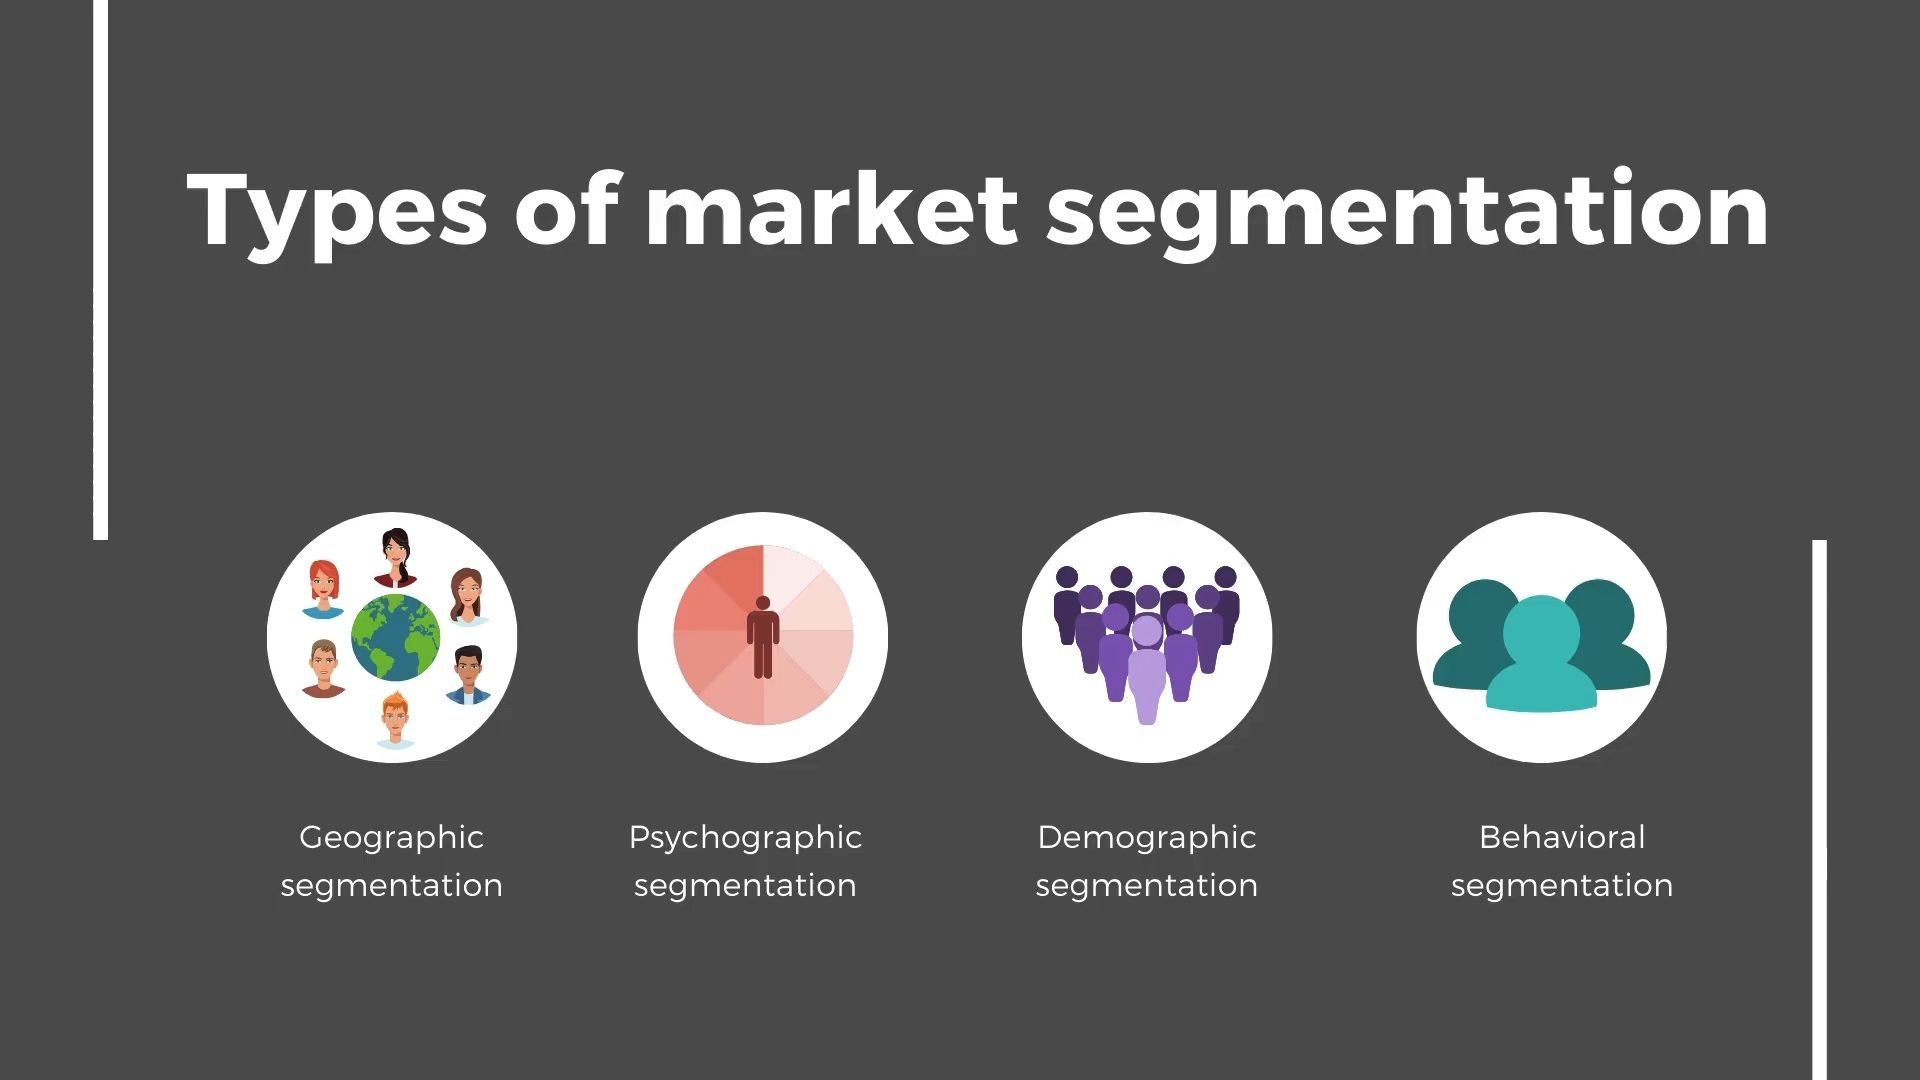 Types of market segmentation
Geographic
segmentation
Psychographic
segmentation
Demographic
segmentation
Behavioral
segmentation